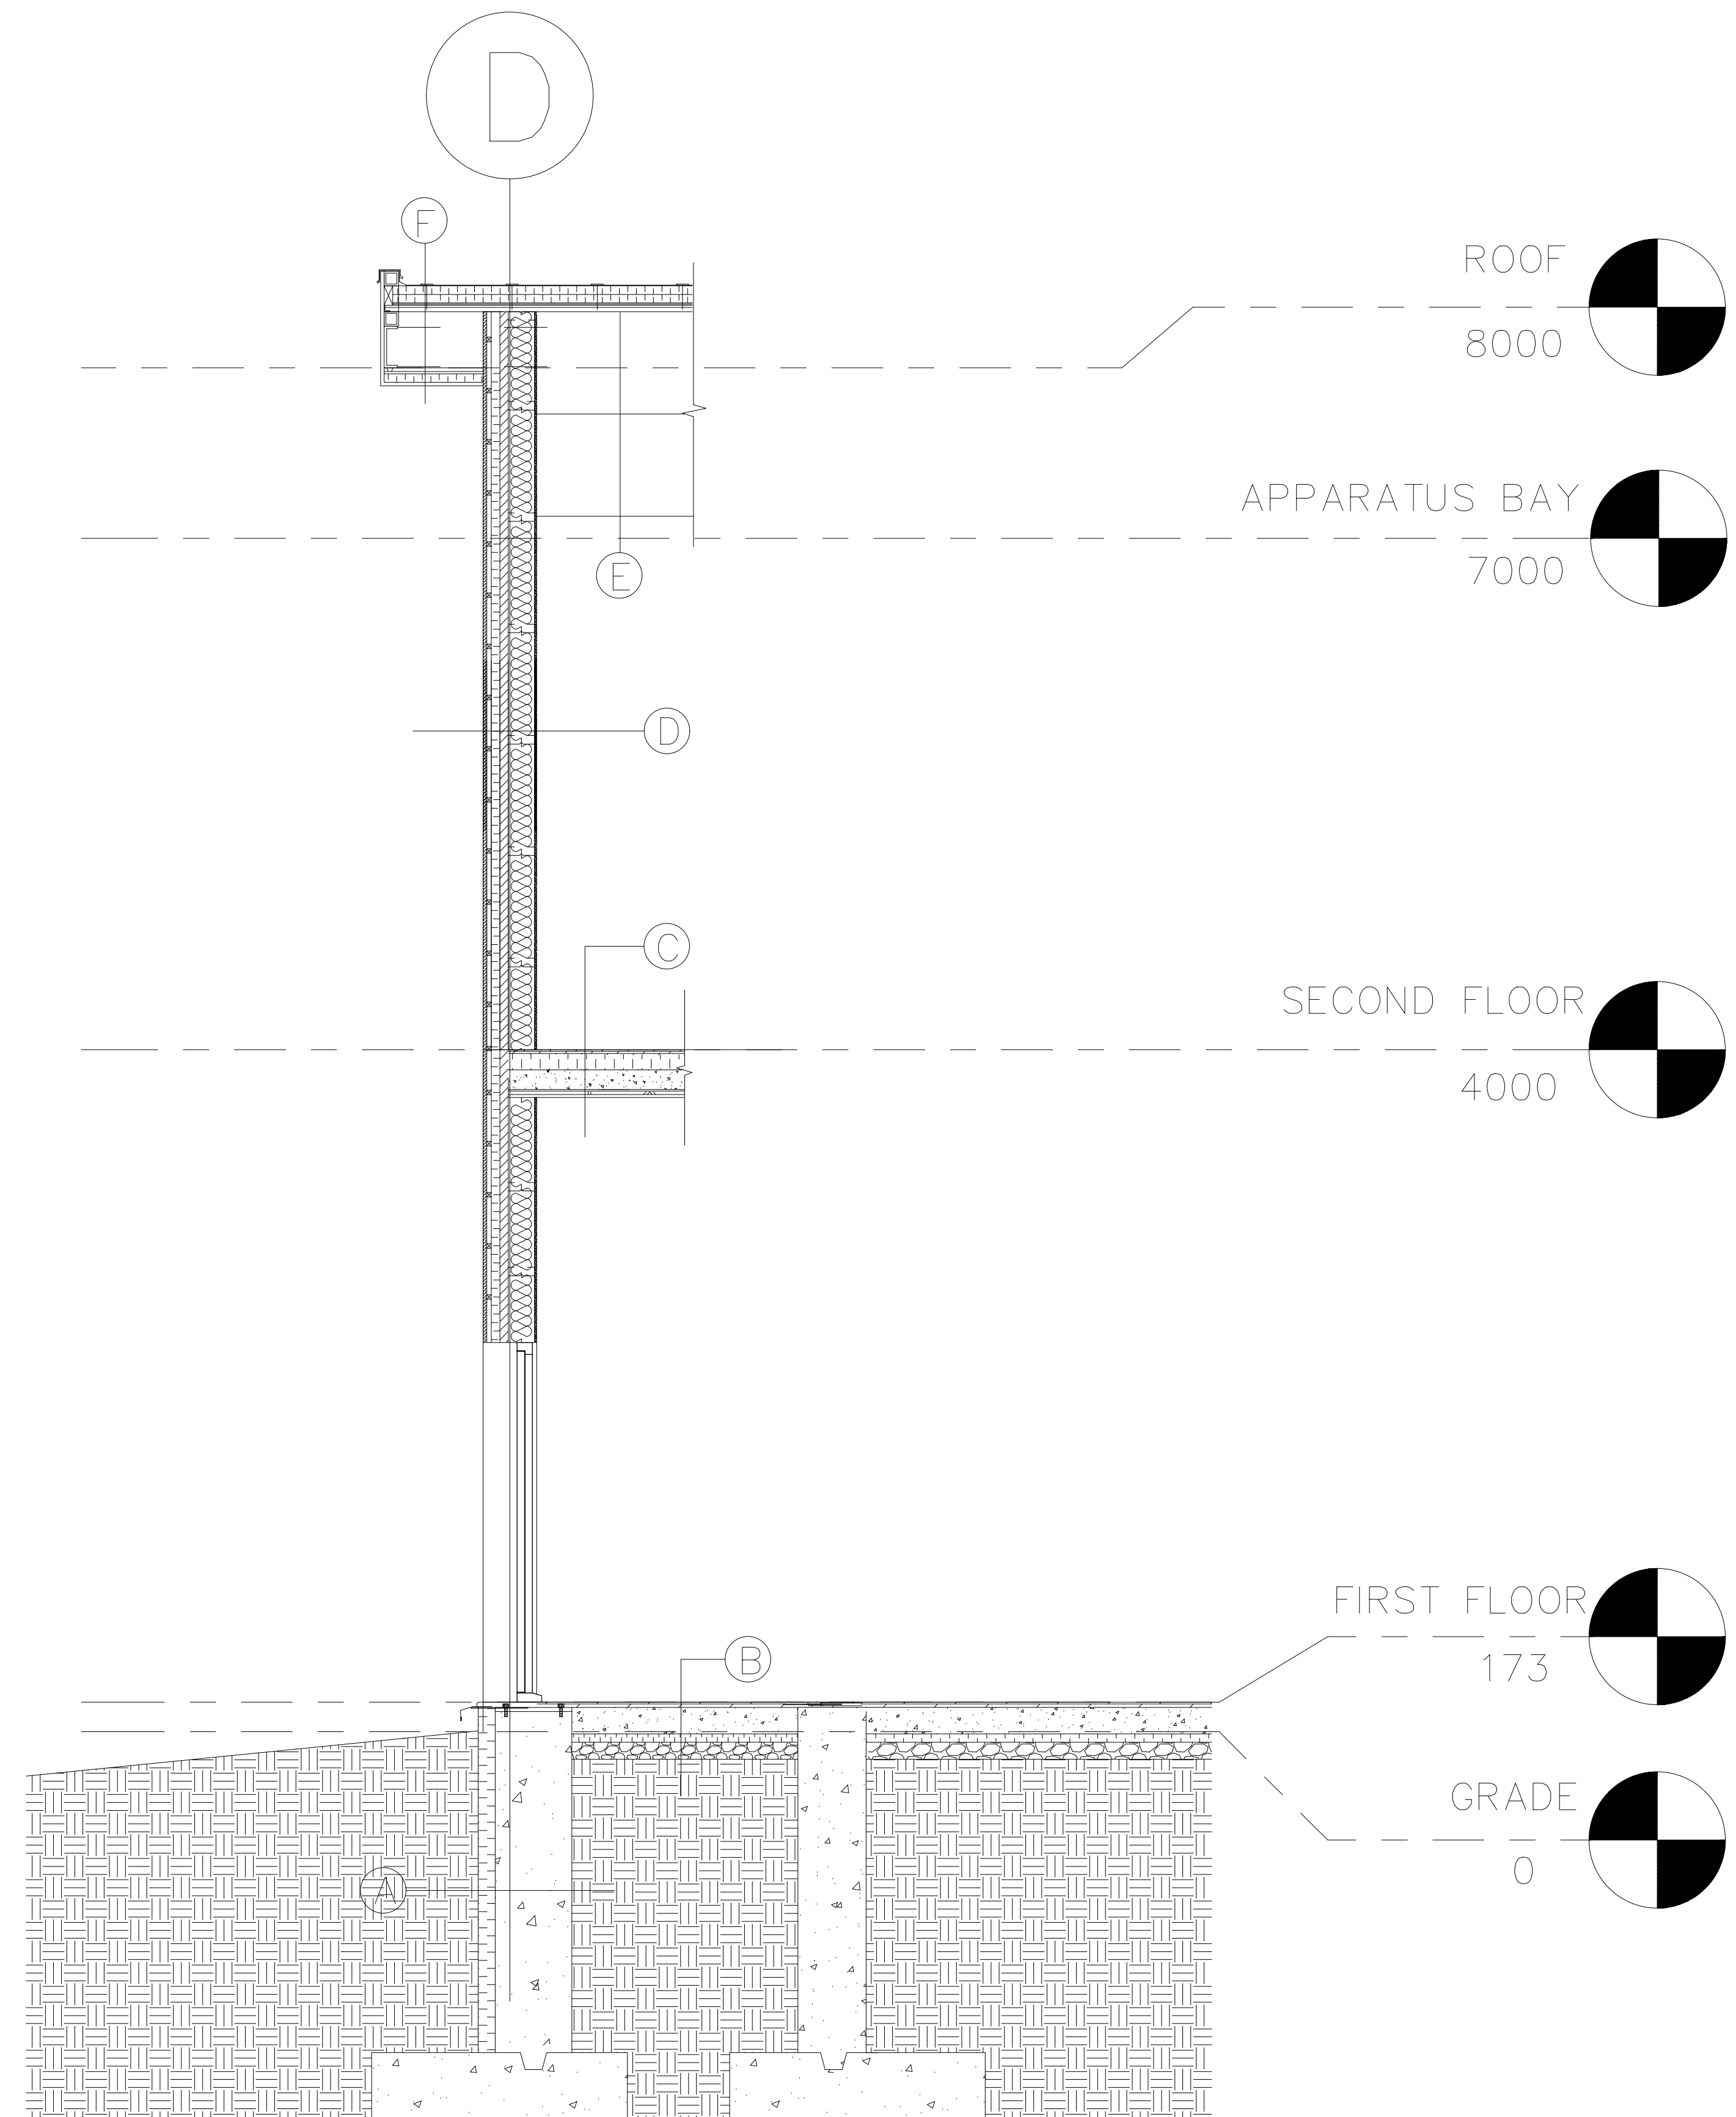 D
F
ROOF
8000
APPARATUS BAY
7000
E
D
C
SECOND FLOOR
4000
FIRST FLOOR
173
B
GRADE
0
A